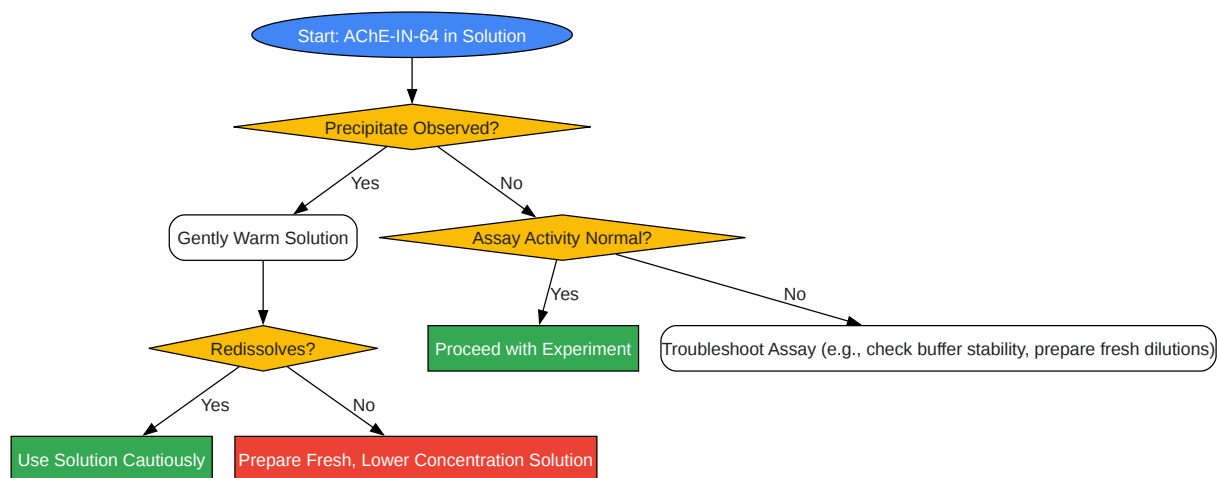 Start: AChE-IN-64 in Solution
Precipitate Observed?
Yes
No
Gently Warm Solution
Assay Activity Normal?
Yes
No
Redissolves?
Proceed with Experiment
Troubleshoot Assay (e.g., check buffer stability, prepare fresh dilutions)
Yes
No
Use Solution Cautiously
Prepare Fresh, Lower Concentration Solution